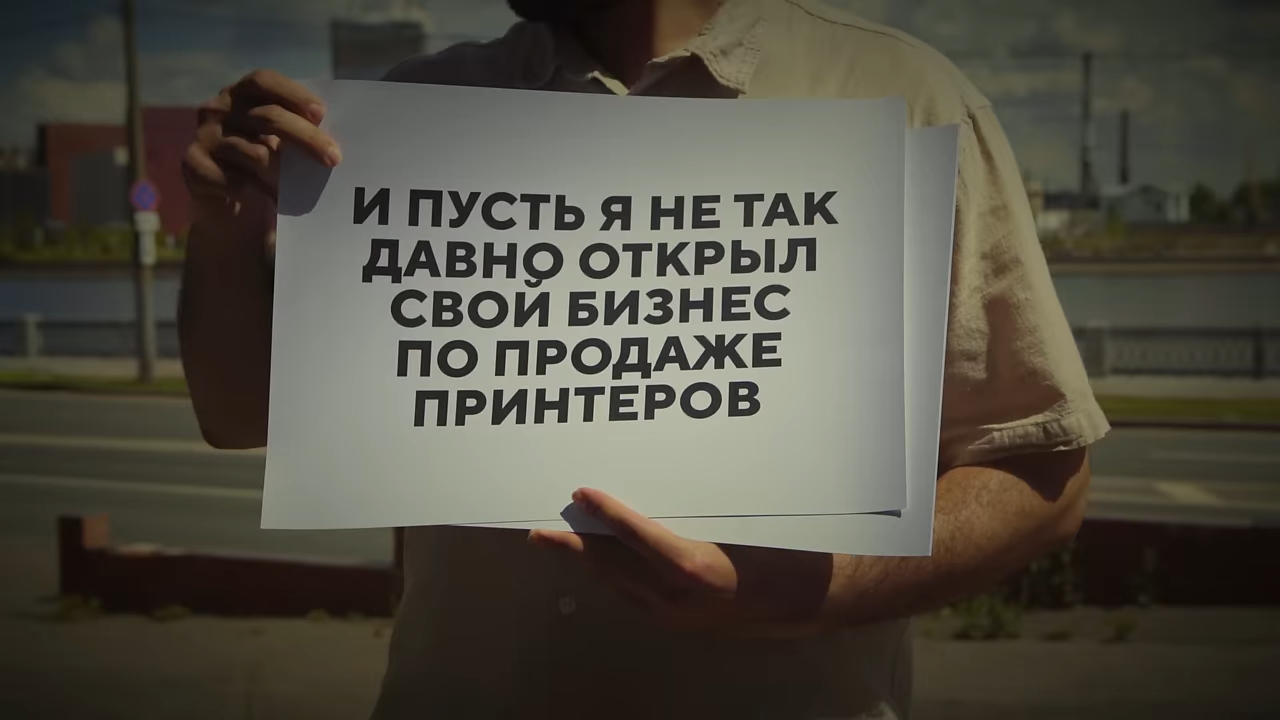 И ПУСТЬ Я НЕ ТАК
ДАВНО ОТКРЫЛ
СВОЙ БИЗНЕС
ПО ПРОДАЖЕ
ПРИНТЕРОВ